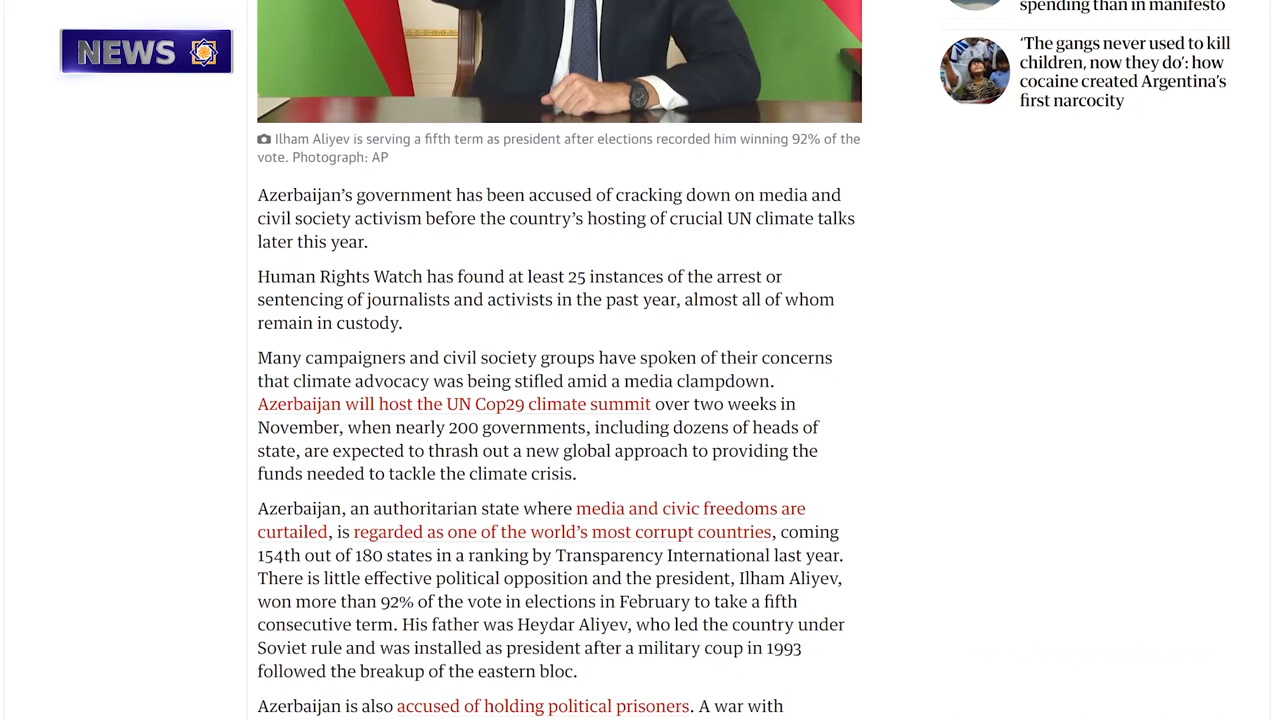 NEWS
spending than in manifesto
'The gangs never used to kill
children, now they do': how
cocaine created Argentina's
first narcocity
Ilham Aliyev is serving a fifth term as president after elections recorded him winning 92% of the
vote. Photograph: AP
Azerbaijan's government has been accused of cracking down on media and
civil society activism before the country's hosting of crucial UN climate talks
later this year.
Human Rights Watch has found at least 25 instances of the arrest or
sentencing of journalists and activists in the past year, almost all of whom
remain in custody.
Many campaigners and civil society groups have spoken of their concerns
that climate advocacy was being stifled amid a media clampdown.
Azerbaijan will host the UN Cop29 climate summit over two weeks in
November, when nearly 200 governments, including dozens of heads of
state, are expected to thrash out a new global approach to providing the
funds needed to tackle the climate crisis.
Azerbaijan, an authoritarian state where media and civic freedoms are
curtailed, is regarded as one of the world's most corrupt countries, coming
154th out of 180 states in a ranking by Transparency International last year.
There is little effective political opposition and the president, Ilham Aliyev,
won more than 92% of the vote in elections in February to take a fifth
consecutive term. His father was Heydar Aliyev, who led the country under
Soviet rule and was installed as president after a military coup in 1993
followed the breakup of the eastern bloc.
Azerbaijan is also accused of holding political prisoners. A war with